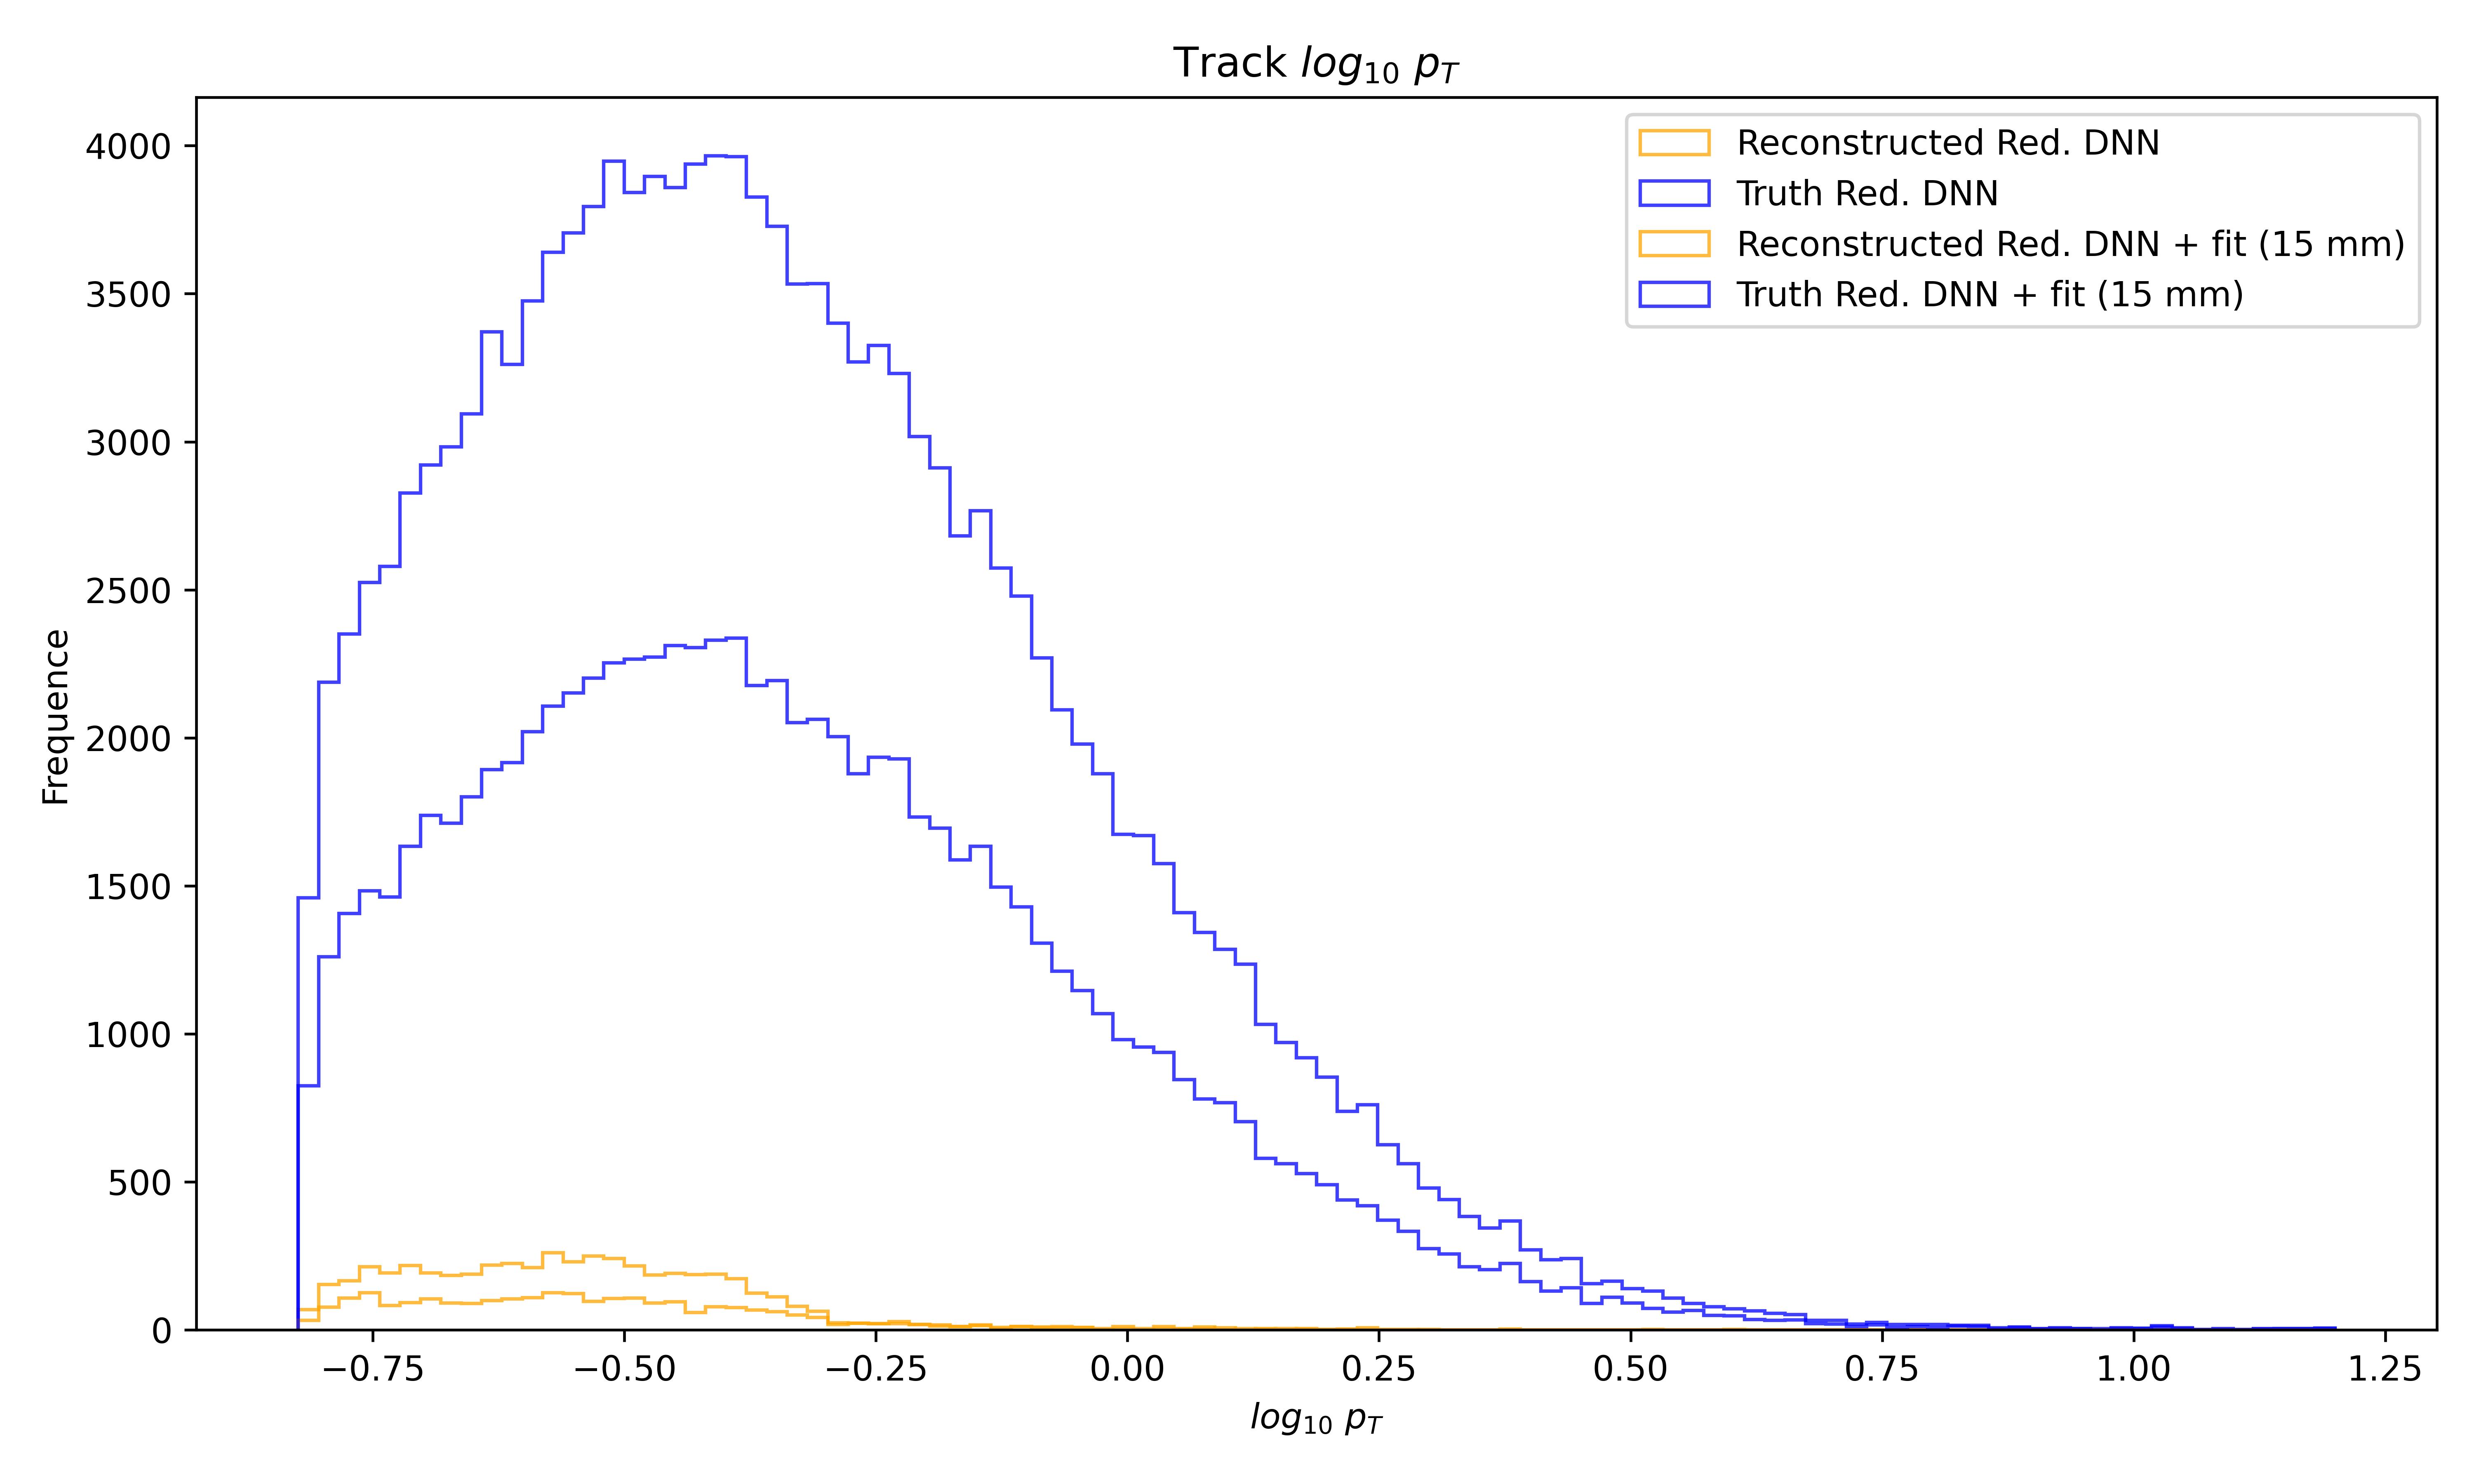 Track log10 pT
Reconstructed Red. DNN
Truth Red. DNN
Reconstructed Red. DNN + fit (15 mm)
Truth Red. DNN + fit (15 mm)
Frequence
4000
3500
3000
2500
2000
1500
1000
500
0
−0.75 −0.50 −0.25 0.00 0.25 0.50 0.75 1.00 1.25
log10 pT